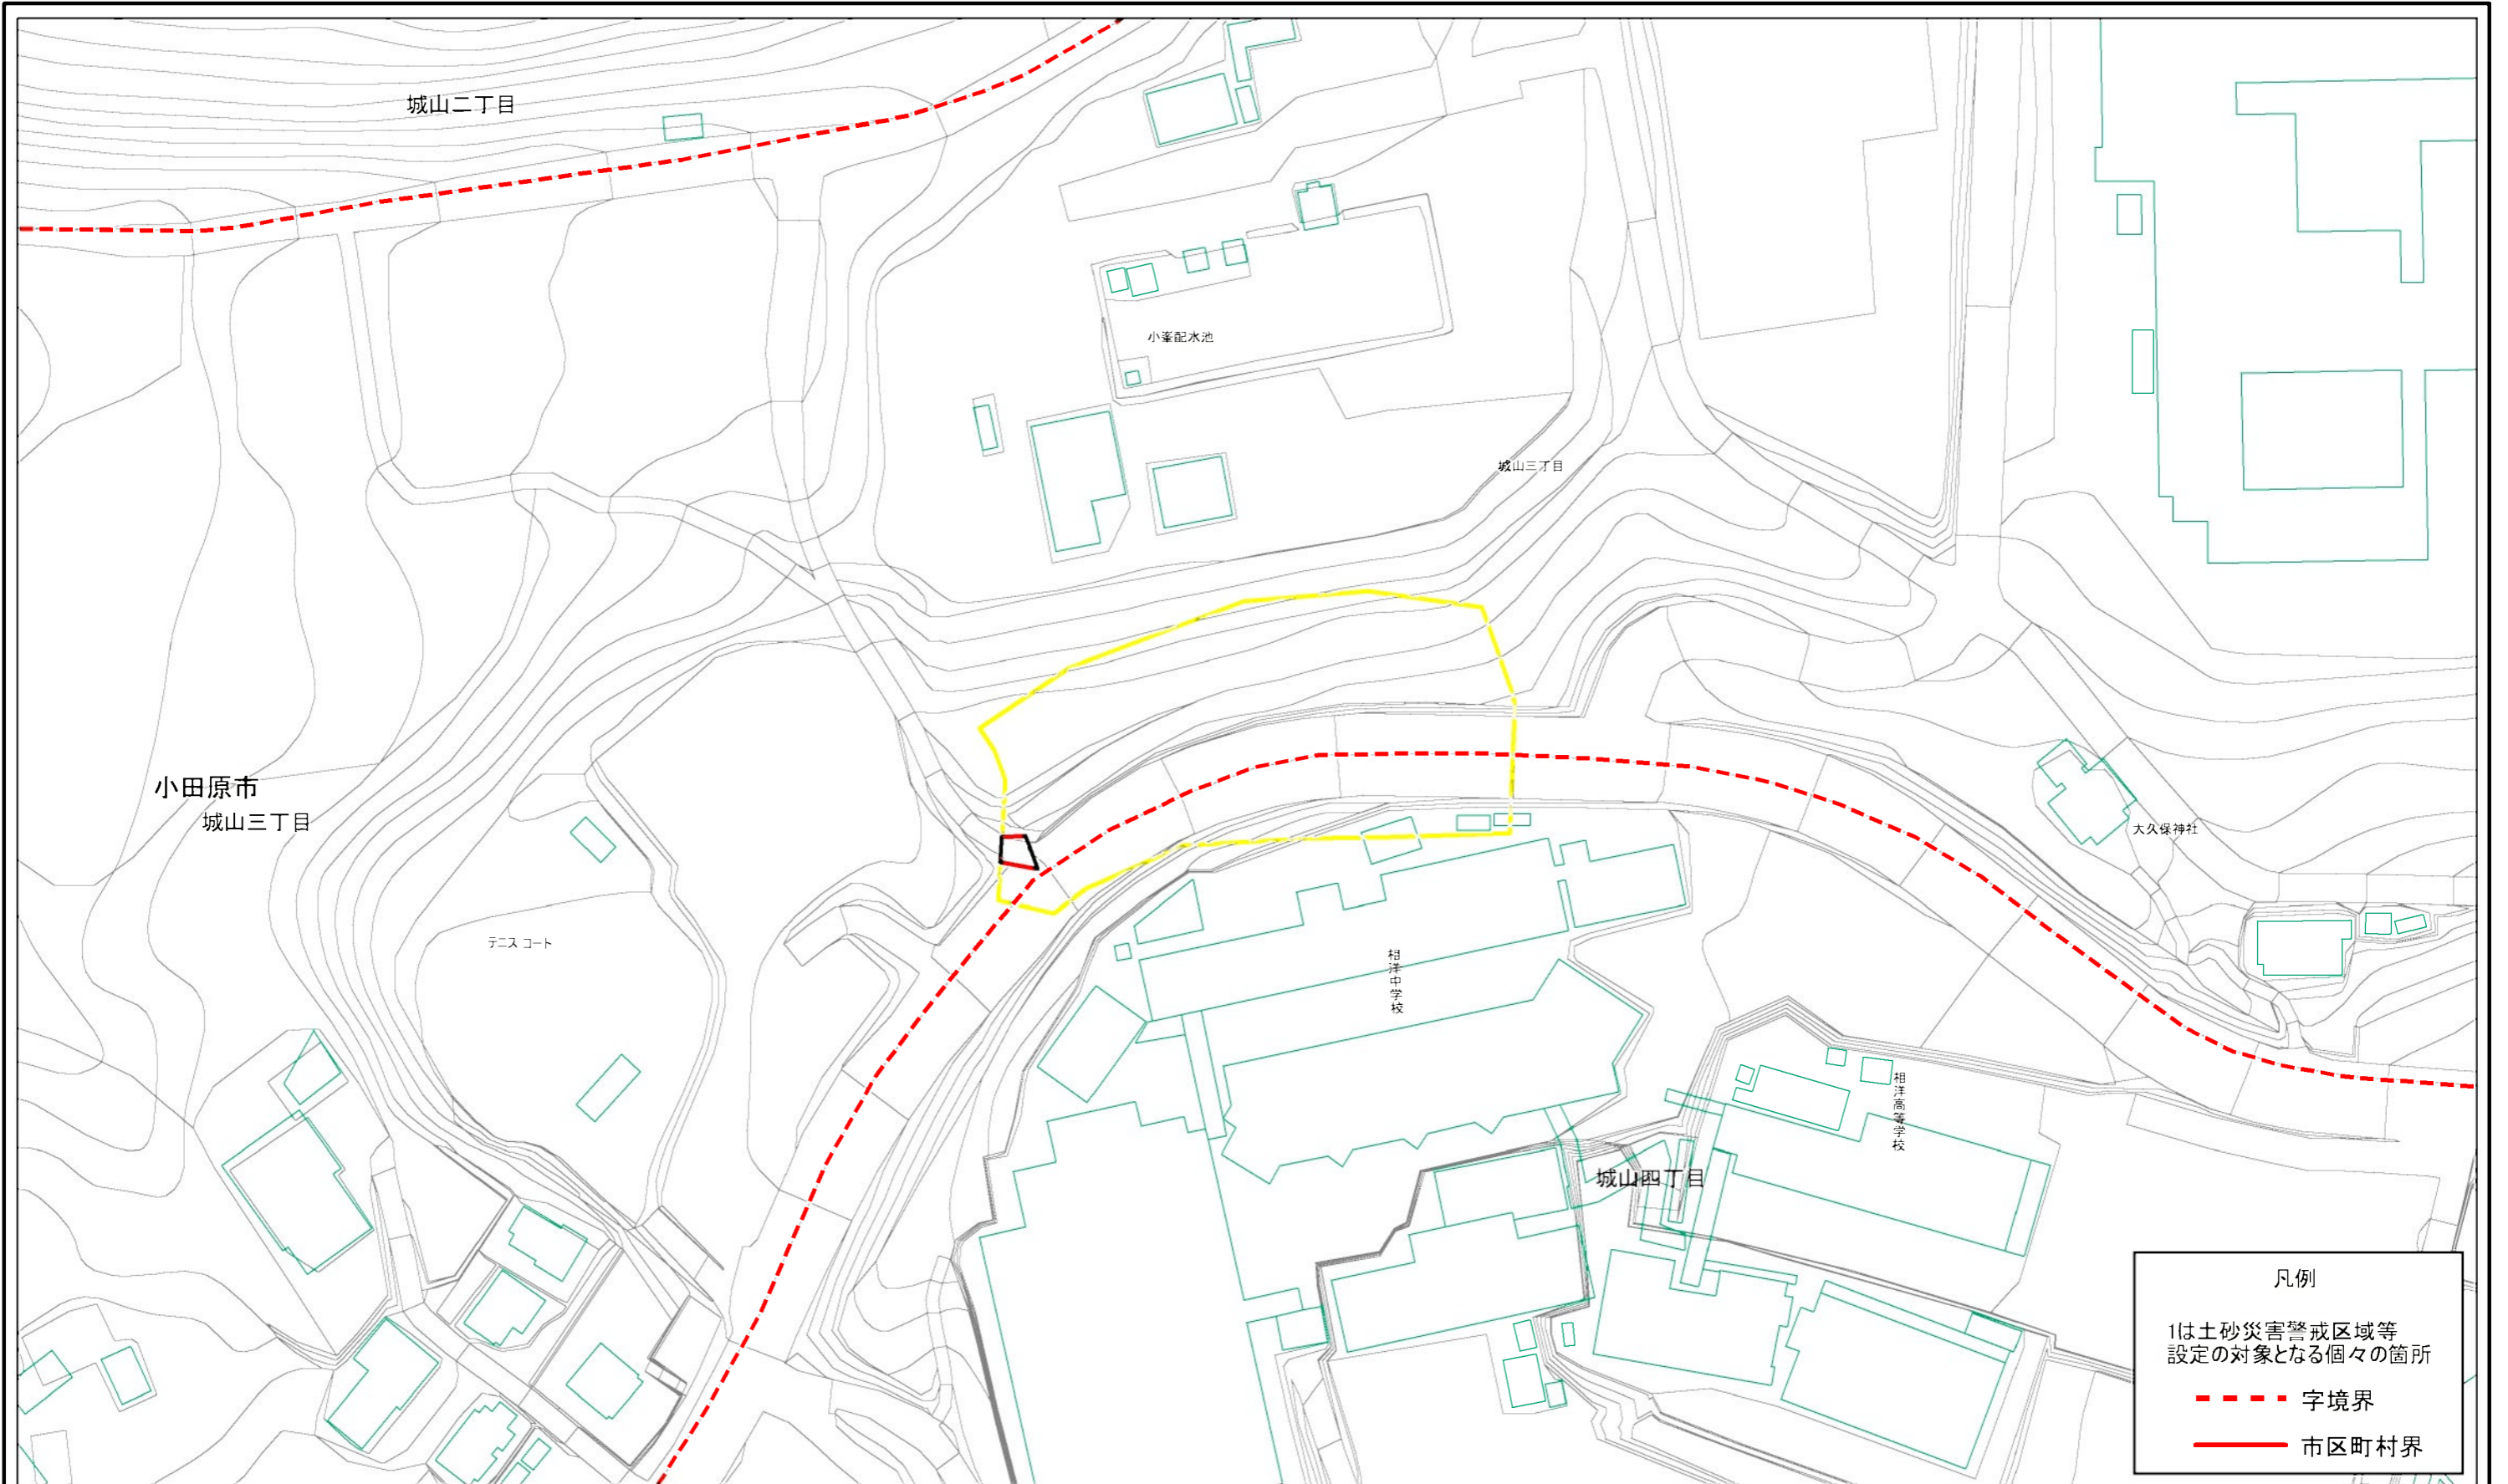 城山二丁目
小峯配水池
城山三丁目
小田原市
城山三丁目
大久保神社
テニスコート
相洋中学校
相洋高等学校
城山四丁目
凡例
1は土砂災害警戒区域等
設定の対象となる個々の箇所
字境界
市区町村界